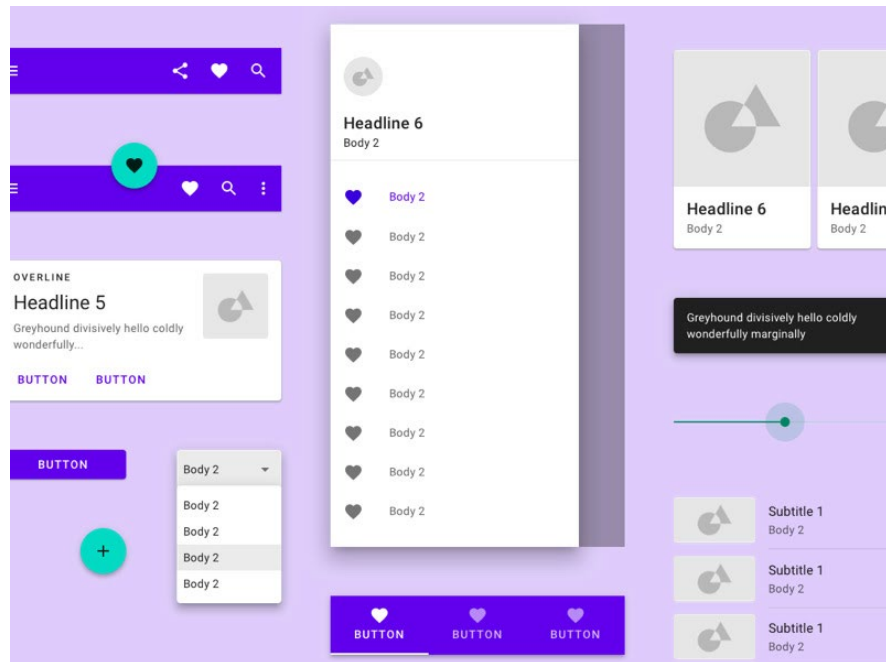 OVERLINE
Headline 5
Greyhound divisively hello coldly
wonderfully...
BUTTON BUTTON
BUTTON
Body 2
Body 2
Body 2
Body 2
Body 2
Headline 6
Body 2
Body 2
Body 2
Body 2
Body 2
Body 2
Body 2
Body 2
Body 2
Body 2
BUTTON BUTTON BUTTON
Headline 6
Body 2
Headlin
Body 2
Greyhound divisively hello coldly
wonderfully marginally
Subtitle 1
Body 2
Subtitle 1
Body 2
Subtitle 1
Body 2